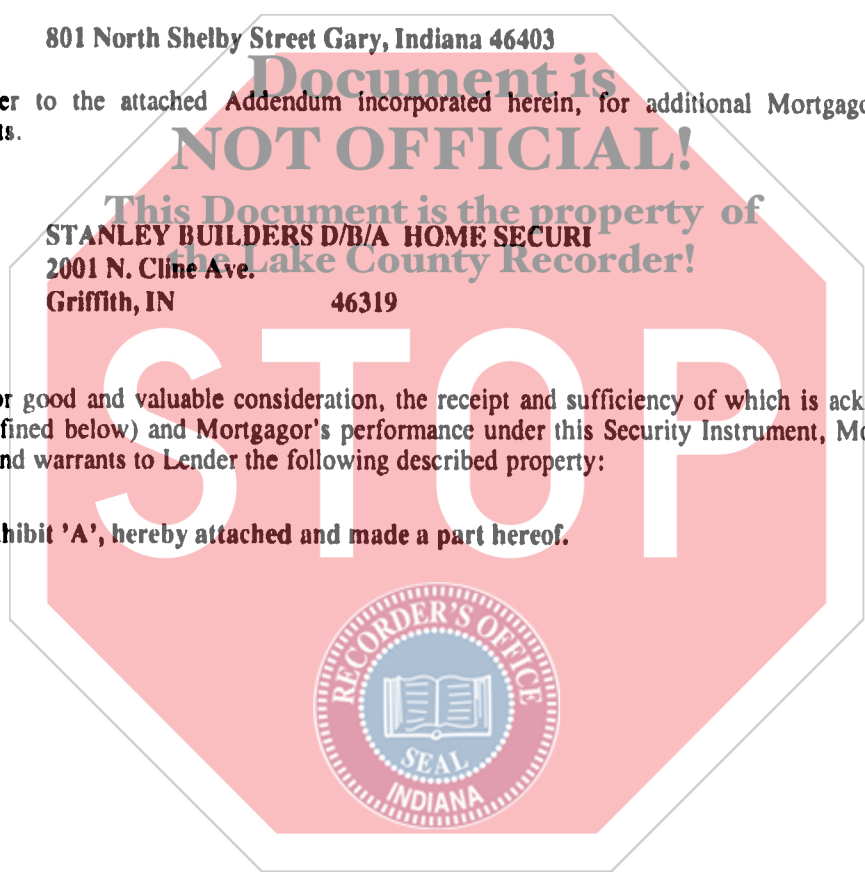 801 North Shelby Street Gary, Indiana 46403
Document is
er to the attached Addendum incorporated herein, for additional Mortgago
ts.
NOT OFFICIAL!
This Document is the property of
STANLEY BUILDERS D/B/A HOME SECURI
the Lake County Recorder!
2001 N. Cline Ave.
Griffith, IN 46319
STOP
or good and valuable consideration, the receipt and sufficiency of which is ack
fined below) and Mortgagor's performance under this Security Instrument, Mo
nd warrants to Lender the following described property:
hibit 'A', hereby attached and made a part hereof.
RECORDER'S OFFICE
SEAL
INDIANA